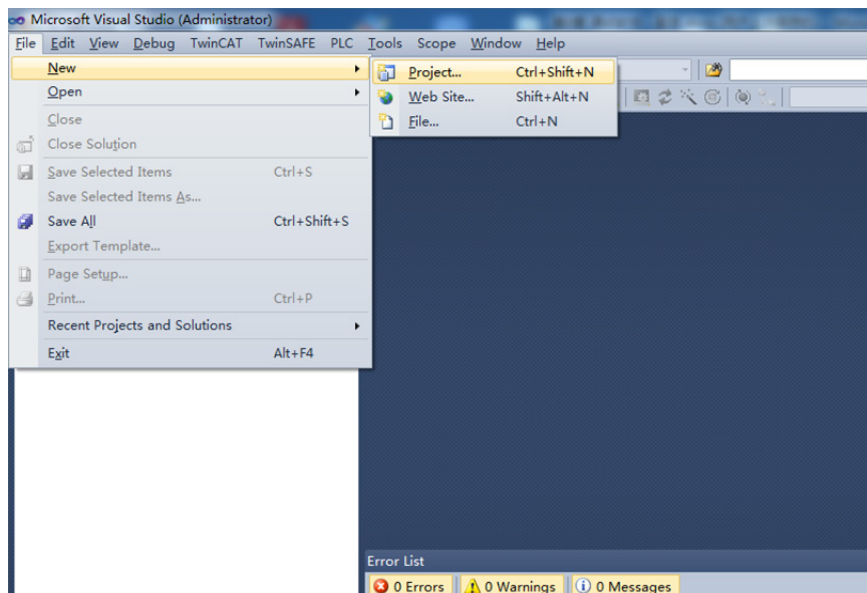 Microsoft Visual Studio (Administrator)
File Edit View Debug TwinCAT TwinSAFE PLC Tools Scope Window Help
New
Project... Ctrl+Shift+N
Open
Web Site... Shift+Alt+N
Close
File... Ctrl+N
Close Solution
Save Selected Items Ctrl+S
Save Selected Items As...
Save All Ctrl+Shift+S
Export Template...
Page Setup...
Print... Ctrl+P
Recent Projects and Solutions
Exit Alt+F4
Error List
0 Errors 0 Warnings 0 Messages